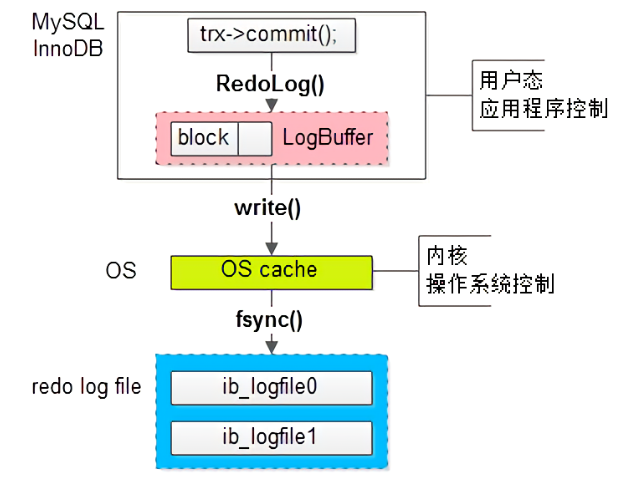 MySQL
InnoDB
trx->commit();
RedoLog()
block
LogBuffer
用户态
应用程序控制
write()
OS
OS cache
内核
操作系统控制
fsync()
redo log file
ib_logfile0
ib_logfile1